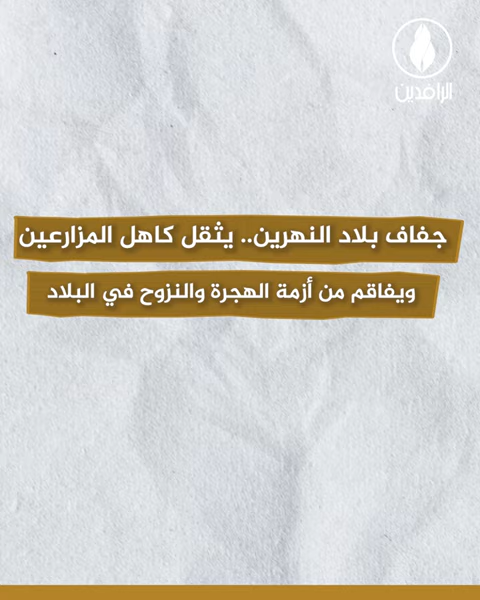 الرافدين
جفاف بلاد النهرين.. يثقل كاهل المزارعين
ويفاقم من أزمة الهجرة والنزوح في البلاد